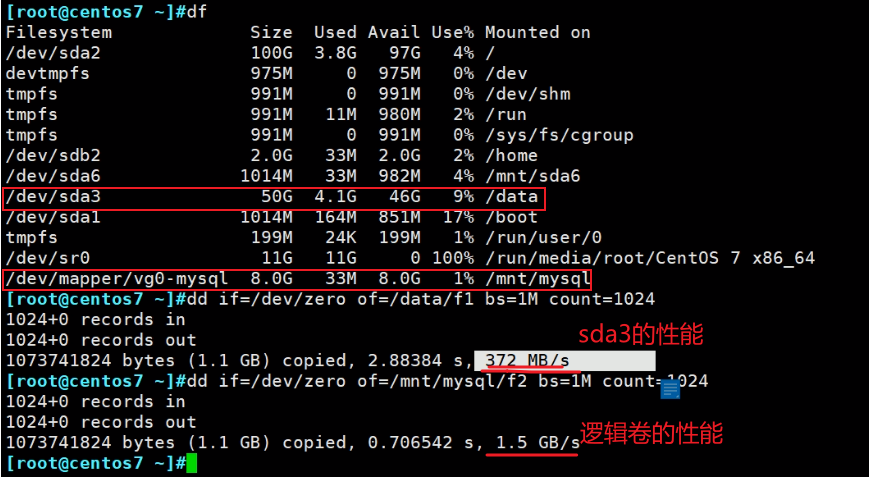 [root@centos7 ~]#df
Filesystem              Size  Used Avail Use% Mounted on
/dev/sda2               100G  3.8G   97G   4% /
devtmpfs                975M     0  975M   0% /dev
tmpfs                   991M     0  991M   0% /dev/shm
tmpfs                   991M   11M  980M   2% /run
tmpfs                   991M     0  991M   0% /sys/fs/cgroup
/dev/sdb2               2.0G   33M  2.0G   2% /home
/dev/sda6              1014M   33M  982M   4% /mnt/sda6
/dev/sda3                50G  4.1G   46G   9% /data
/dev/sda1              1014M  164M  851M  17% /boot
tmpfs                   199M   24K  199M   1% /run/user/0
/dev/sr0                 11G   11G     0 100% /run/media/root/CentOS 7 x86_64
/dev/mapper/vg0-mysql   8.0G   33M  8.0G   1% /mnt/mysql
[root@centos7 ~]#dd if=/dev/zero of=/data/f1 bs=1M count=1024
1024+0 records in
1024+0 records out
sda3的性能
1073741824 bytes (1.1 GB) copied, 2.88384 s, 372 MB/s
[root@centos7 ~]#dd if=/dev/zero of=/mnt/mysql/f2 bs=1M count=1024
1024+0 records in
1024+0 records out
1073741824 bytes (1.1 GB) copied, 0.706542 s, 1.5 GB/s
逻辑卷的性能
[root@centos7 ~]#